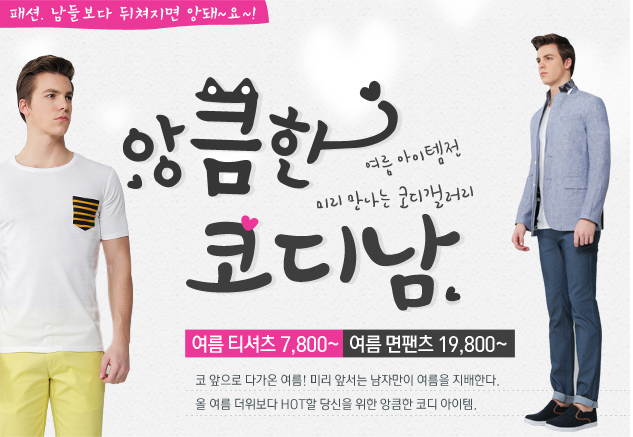 패션, 남들보다 뒤쳐지면 앙돼~요~!
앙큼한
여름 아이템전
미리 만나는 코디갤러리
코디남
여름 티셔츠 7,800~ 여름 면팬츠 19,800~
코 앞으로 다가온 여름! 미리 앞서는 남자만이 여름을 지배한다.
올 여름 더위보다 HOT할 당신을 위한 앙큼한 코디 아이템.